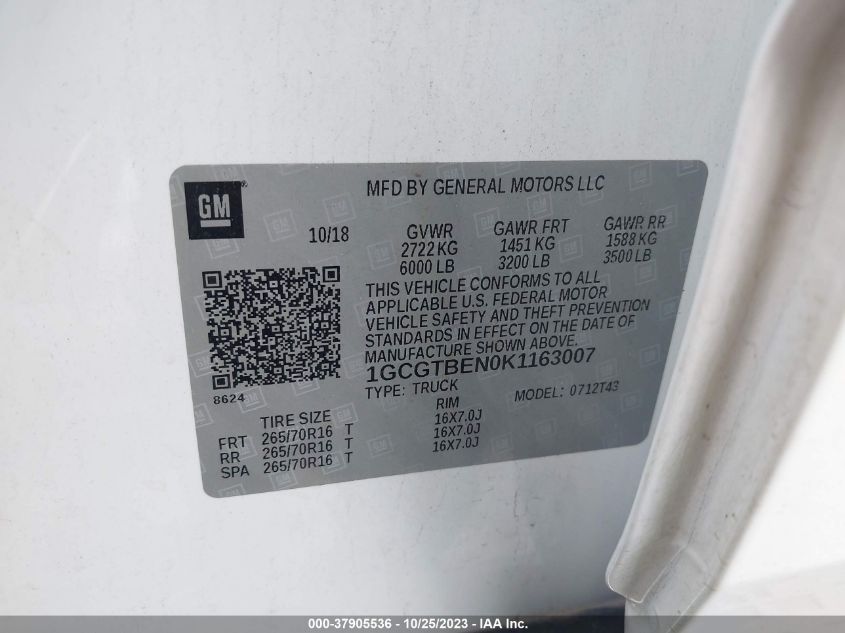 GM ®
MFD BY GENERAL MOTORS LLC
10/18
GVWR GAWR FRT GAWR RR
2722 KG 1451 KG 1588 KG
6000 LB 3200 LB 3500 LB
THIS VEHICLE CONFORMS TO ALL
APPLICABLE U.S. FEDERAL MOTOR
VEHICLE SAFETY AND THEFT PREVENTION
STANDARDS IN EFFECT ON THE DATE OF
MANUFACTURE SHOWN ABOVE.
1GCGTBEN0K1163007
TYPE: TRUCK MODEL: 0712T43
8624
TIRE SIZE RIM
FRT 265/70R16 T 16X7.0J
RR 265/70R16 T 16X7.0J
SPA 265/70R16 T 16X7.0J
000-37905536 - 10/25/2023 - IAA Inc.